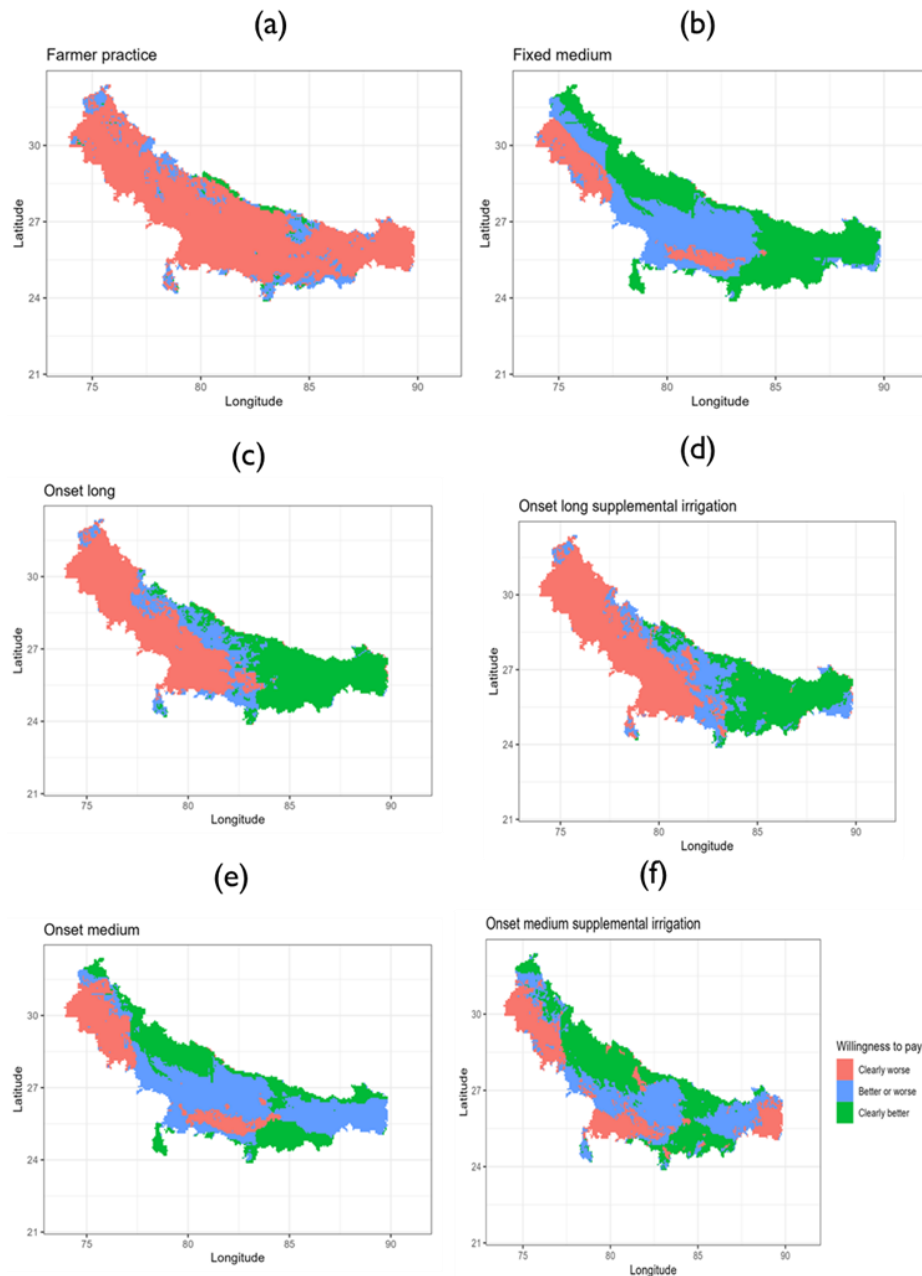 (a) (b)
Farmer practice Fixed medium
30 30
27 27
24 24
21 21
Latitude Latitude
75 80 85 90 75 80 85 90
Longitude Longitude
(c) (d)
Onset long Onset long supplemental irrigation
30 30
27 27
24 24
21 21
Latitude Latitude
75 80 85 90 75 80 85 90
Longitude Longitude
(e) (f)
Onset medium Onset medium supplemental irrigation
30 30
27 27
24 24
21 21
Latitude Latitude
75 80 85 90 75 80 85 90
Longitude Longitude
Willingness to pay
Clearly worse
Better or worse
Clearly better